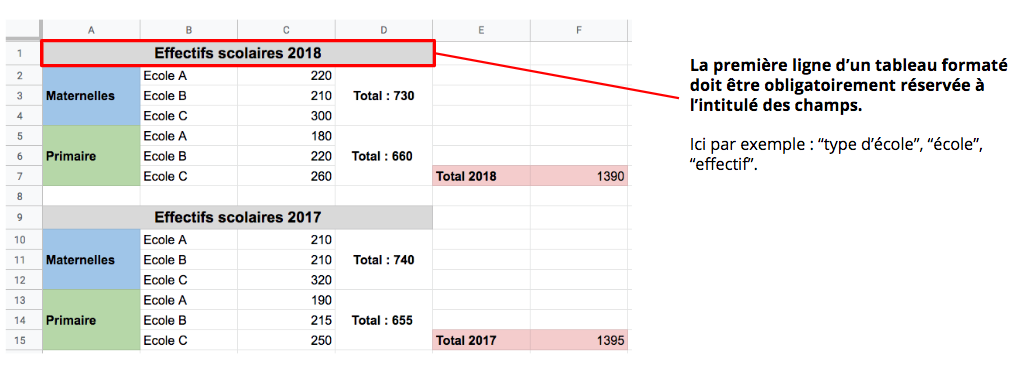 A B C D E F
1 Effectifs scolaires 2018
2 Ecole A 220
3 Maternelles Ecole B 210 Total : 730
4 Ecole C 300
5 Ecole A 180
6 Primaire Ecole B 220 Total : 660
7 Ecole C 260 Total 2018 1390
8
9 Effectifs scolaires 2017
10 Ecole A 210
11 Maternelles Ecole B 210 Total : 740
12 Ecole C 320
13 Ecole A 190
14 Primaire Ecole B 215 Total : 655
15 Ecole C 250 Total 2017 1395
La première ligne d’un tableau formaté
doit être obligatoirement réservée à
l’intitulé des champs.
Ici par exemple : “type d’école”, “école”,
“effectif”.